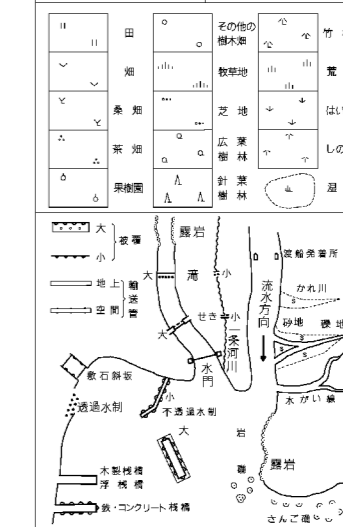 田
その他の
樹木畑
竹
畑
牧草地
荒
桑畑
芝地
はい
茶畑
広葉
樹林
しの
果樹園
針葉
樹林
湿
大
小
被覆
地上
空間
輸送管
露岩
大
滝
小
せき
小
大
一条河川
水門
流水方向
渡船発着所
かれ川
砂地
礫地
水がい線
敷石斜坂
透過水制
小
不透過水制
大
岩礁
露岩
木製桟橋
浮桟橋
鉄・コンクリート桟橋
さんご礁